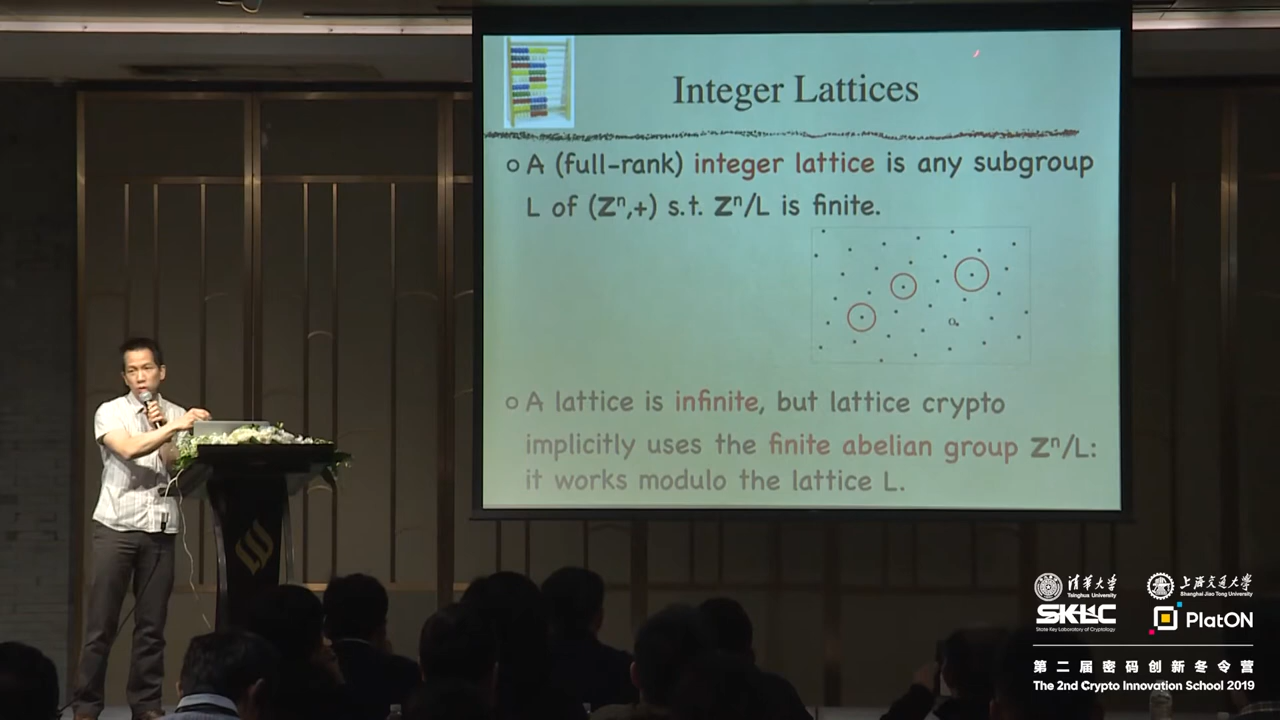 Integer Lattices
A (full-rank) integer lattice is any subgroup
L of (Zⁿ,+) s.t. Zⁿ/L is finite.
O
A lattice is infinite, but lattice crypto
implicitly uses the finite abelian group Zⁿ/L:
it works modulo the lattice L.
清华大学
Tsinghua University
上海交通大学
Shanghai Jiao Tong University
SKLC
State Key Laboratory of Cryptology
PlatON
第二届密码创新冬令营
The 2nd Crypto Innovation School 2019